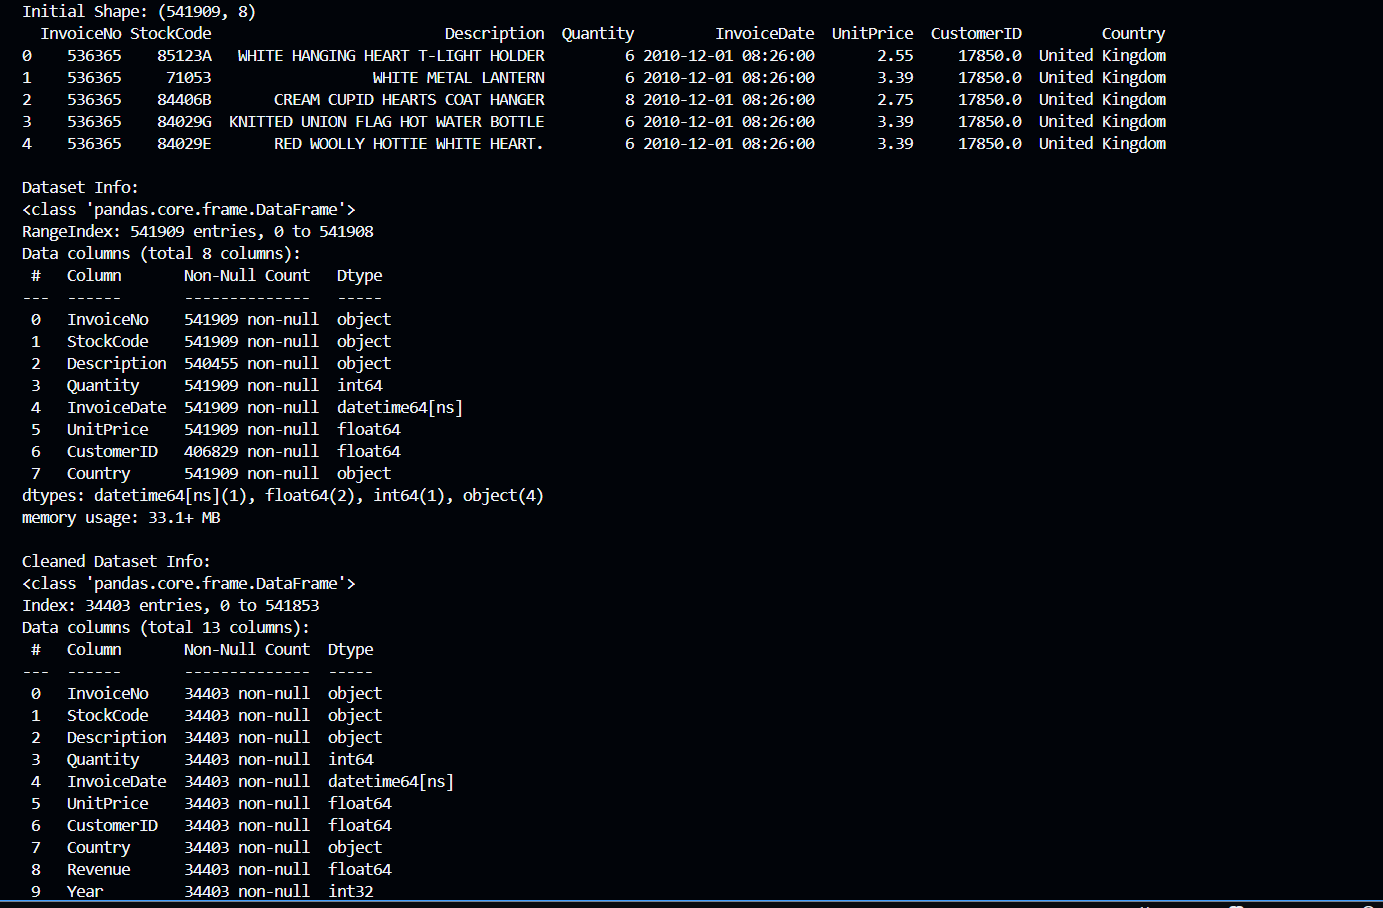 Initial Shape: (541909, 8)
InvoiceNo StockCode Description Quantity InvoiceDate UnitPrice CustomerID Country
0 536365 85123A WHITE HANGING HEART T-LIGHT HOLDER 6 2010-12-01 08:26:00 2.55 17850.0 United Kingdom
1 536365 71053 WHITE METAL LANTERN 6 2010-12-01 08:26:00 3.39 17850.0 United Kingdom
2 536365 84406B CREAM CUPID HEARTS COAT HANGER 8 2010-12-01 08:26:00 2.75 17850.0 United Kingdom
3 536365 84029G KNITTED UNION FLAG HOT WATER BOTTLE 6 2010-12-01 08:26:00 3.39 17850.0 United Kingdom
4 536365 84029E RED WOOLLY HOTTIE WHITE HEART. 6 2010-12-01 08:26:00 3.39 17850.0 United Kingdom
Dataset Info:
<class 'pandas.core.frame.DataFrame'>
RangeIndex: 541909 entries, 0 to 541908
Data columns (total 8 columns):
# Column Non-Null Count Dtype
--- ------ -------------- -----
0 InvoiceNo 541909 non-null object
1 StockCode 541909 non-null object
2 Description 540455 non-null object
3 Quantity 541909 non-null int64
4 InvoiceDate 541909 non-null datetime64[ns]
5 UnitPrice 541909 non-null float64
6 CustomerID 406829 non-null float64
7 Country 541909 non-null object
dtypes: datetime64[ns](1), float64(2), int64(1), object(4)
memory usage: 33.1+ MB
Cleaned Dataset Info:
<class 'pandas.core.frame.DataFrame'>
Index: 34403 entries, 0 to 541853
Data columns (total 13 columns):
# Column Non-Null Count Dtype
--- ------ -------------- -----
0 InvoiceNo 34403 non-null object
1 StockCode 34403 non-null object
2 Description 34403 non-null object
3 Quantity 34403 non-null int64
4 InvoiceDate 34403 non-null datetime64[ns]
5 UnitPrice 34403 non-null float64
6 CustomerID 34403 non-null float64
7 Country 34403 non-null object
8 Revenue 34403 non-null float64
9 Year 34403 non-null int32